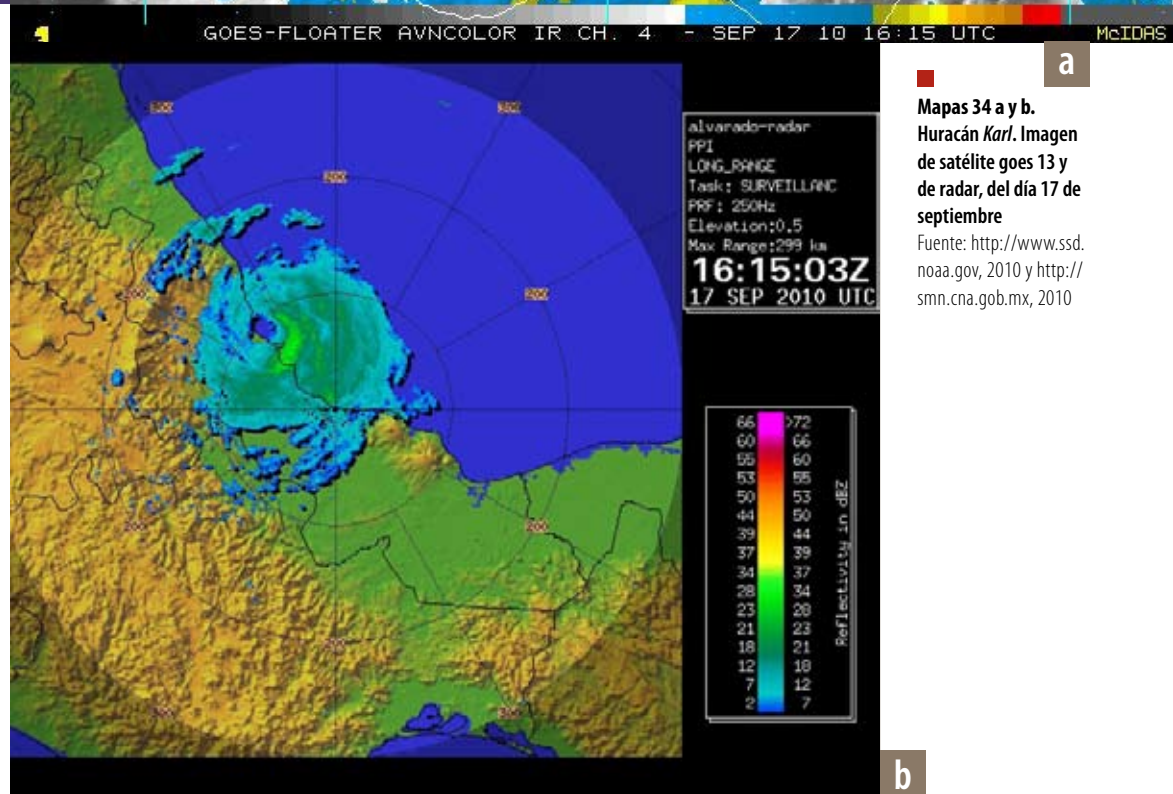 GOES-FLOATER AVNCOLOR IR CH. 4 - SEP 17 10 16:15 UTC McIDAS
a
Mapas 34 a y b.
Huracán Karl. Imagen
de satélite goes 13 y
de radar, del día 17 de
septiembre
Fuente: http://www.ssd.
noaa.gov, 2010 y http://
smn.cna.gob.mx, 2010
alvarado-radar
PPI
LONG_RANGE
Task: SURVEILLANC
PRF: 250Hz
Elevation:0.5
Max Range:299 km
16:15:03Z
17 SEP 2010 UTC
200
200
200
66 >72
60 66
55 60
53 55
50 53
44 50
39 44
37 39
34 37
28 34
23 28
21 23
18 21
12 18
7 12
2 7
Reflectivity in dBZ
b